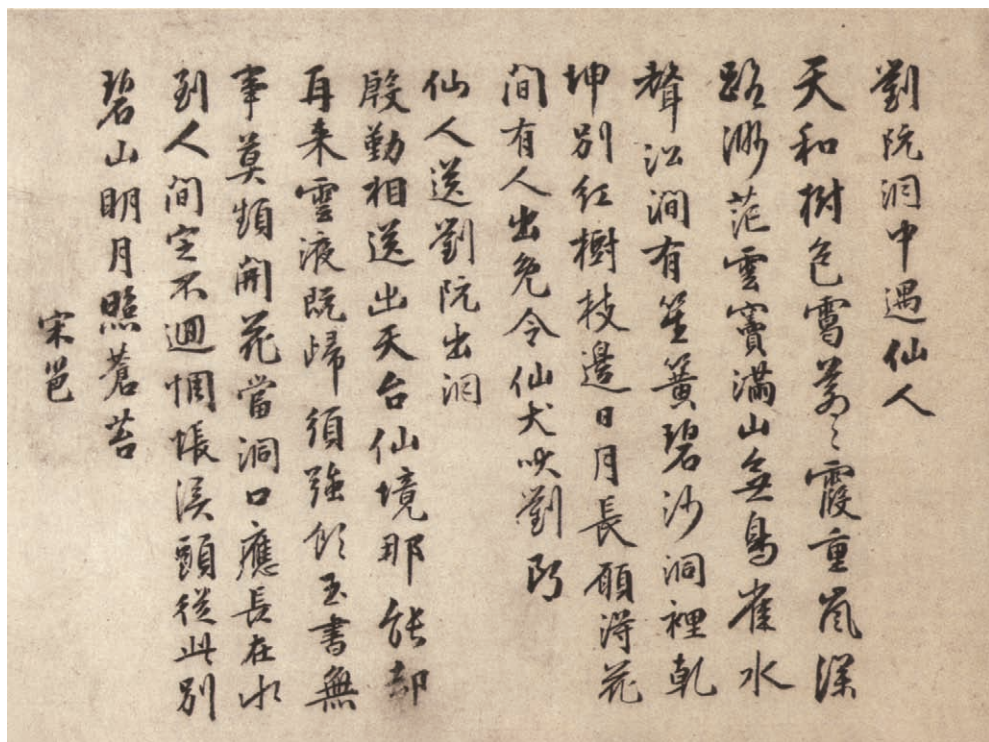 劉阮洞中遇仙人
天和樹色靄蒼〻霞重嵐深
路渺茫雲竇滿山無鳥雀水
聲沿澗有笙簧碧沙洞裡乾
坤別紅樹枝邊日月長願得花
間有人出免令仙犬吠劉郎
仙人送劉阮出洞
殷勤相送出天台仙境那能却
再来雲液既歸須強飲玉書無
事莫頻開花當洞口應長在水
到人間定不迴惆悵溪頭從此別
碧山明月照蒼苔
宋邕